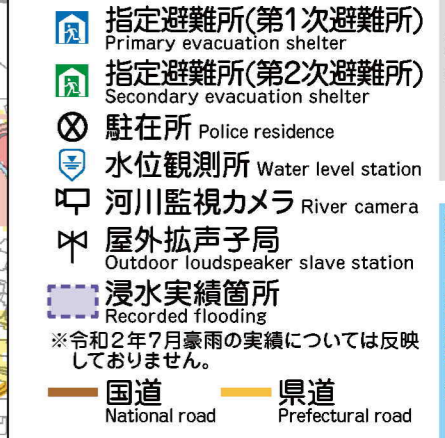 指定避難所(第1次避難所)
Primary evacuation shelter
指定避難所(第2次避難所)
Secondary evacuation shelter
駐在所 Police residence
水位観測所 Water level station
河川監視カメラ River camera
屋外拡声子局
Outdoor loudspeaker slave station
浸水実績箇所
Recorded flooding
※令和2年7月豪雨の実績については反映
しておりません。
国道 県道
National road Prefectural road